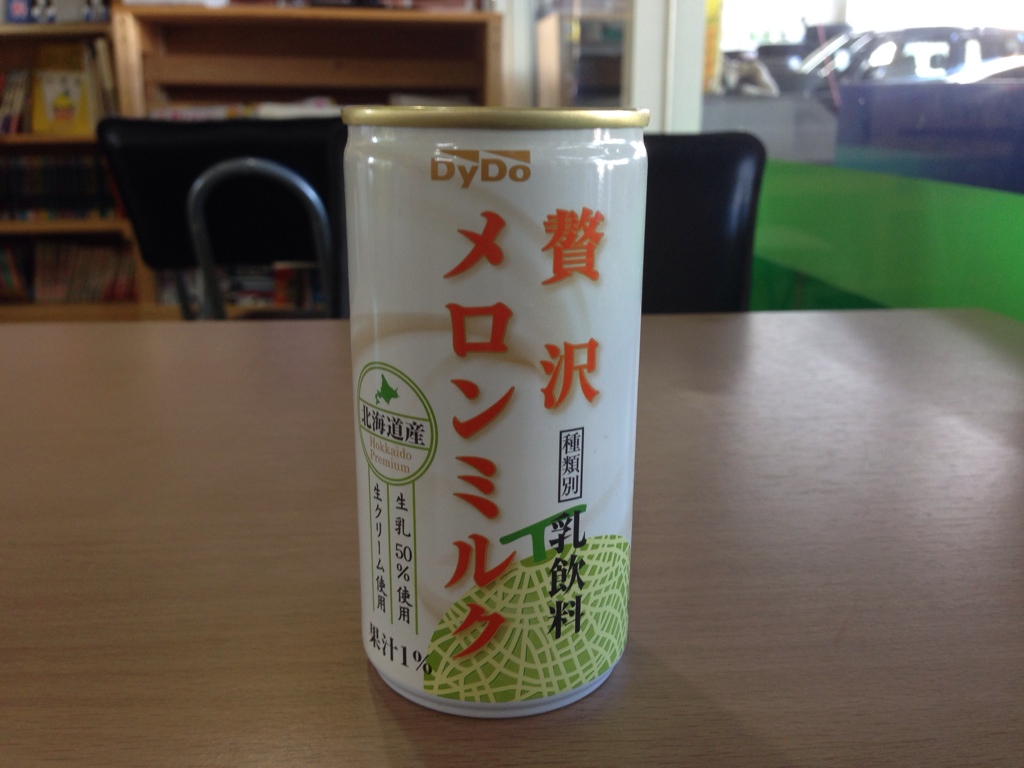 DyDo
贅沢
メロンミルク
種類別
乳飲料
北海道産
Hokkaido
Premium
生乳50%使用
生クリーム使用
果汁1%